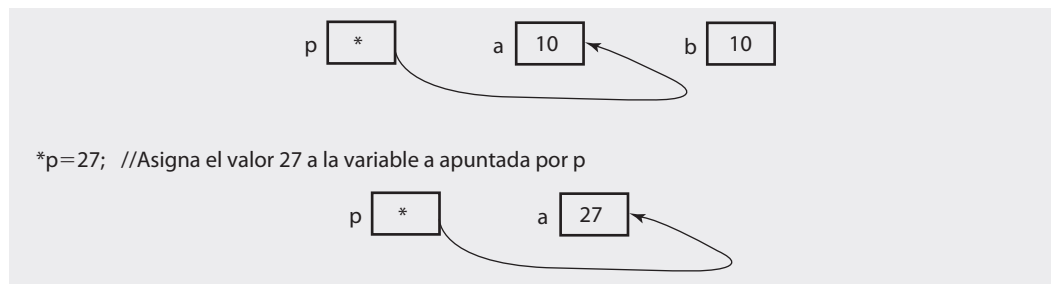 p * a 10 b 10
*p=27; //Asigna el valor 27 a la variable a apuntada por p
p * a 27